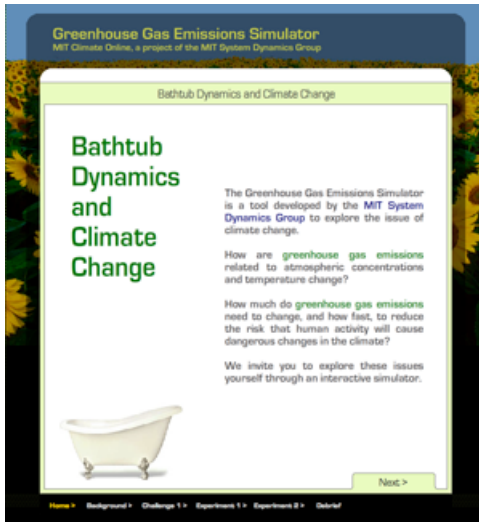 Greenhouse Gas Emissions Simulator
MIT Climate Online, a project of the MIT System Dynamics Group
Bathtub Dynamics and Climate Change
Bathtub
Dynamics
and
Climate
Change
The Greenhouse Gas Emissions Simulator
is a tool developed by the MIT System
Dynamics Group to explore the issue of
climate change.
How are greenhouse gas emissions
related to atmospheric concentrations
and temperature change?
How much do greenhouse gas emissions
need to change, and how fast, to reduce
the risk that human activity will cause
dangerous changes in the climate?
We invite you to explore these issues
yourself through an interactive simulator.
Next >
Home > Background > Challenge 1 > Experiment 1 > Experiment 2 > Debrief